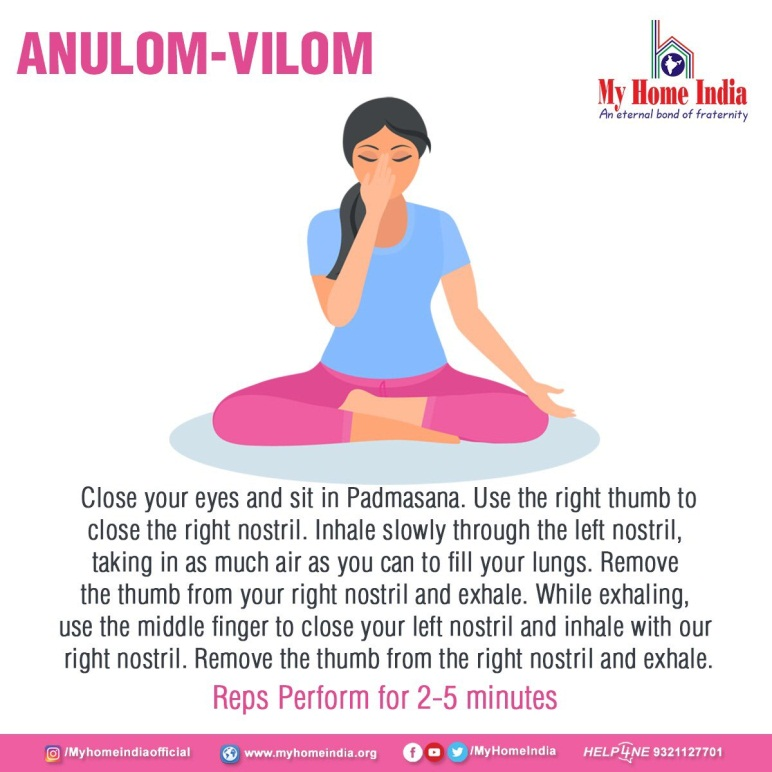 ANULOM-VILOM
My Home India
An eternal bond of fraternity
Close your eyes and sit in Padmasana. Use the right thumb to
close the right nostril. Inhale slowly through the left nostril,
taking in as much air as you can to fill your lungs. Remove
the thumb from your right nostril and exhale. While exhaling,
use the middle finger to close your left nostril and inhale with our
right nostril. Remove the thumb from the right nostril and exhale.
Reps Perform for 2-5 minutes
/Myhomeindiaofficial www.myhomeindia.org /MyHomeIndia HELP4NE 9321127701